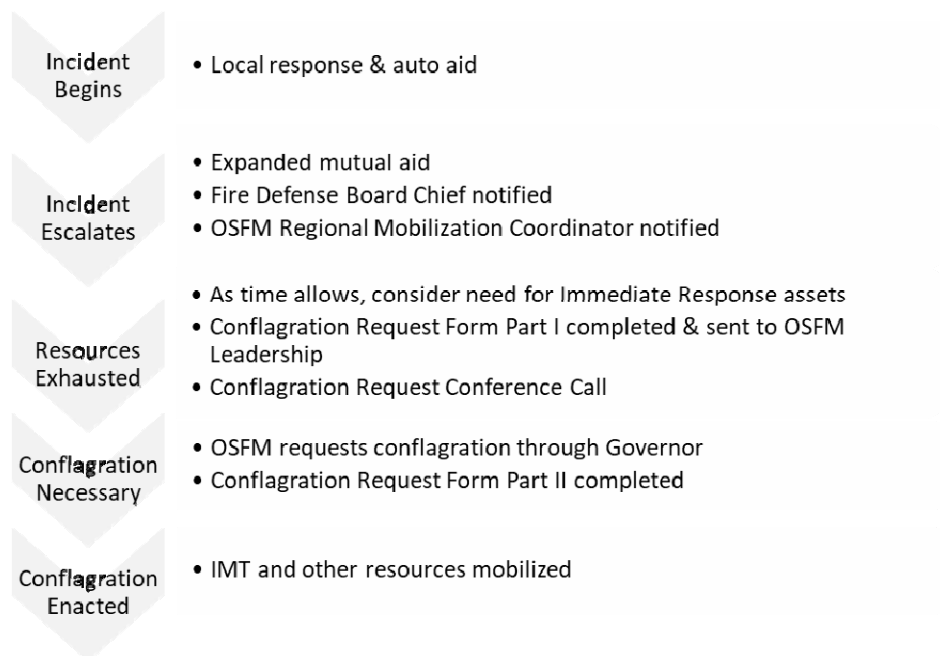 Incident
Begins
• Local response & auto aid
Incident
Escalates
• Expanded mutual aid
• Fire Defense Board Chief notified
• OSFM Regional Mobilization Coordinator notified
Resources
Exhausted
• As time allows, consider need for Immediate Response assets
• Conflagration Request Form Part I completed & sent to OSFM
Leadership
• Conflagration Request Conference Call
Conflagration
Necessary
• OSFM requests conflagration through Governor
• Conflagration Request Form Part II completed
Conflagration
Enacted
• IMT and other resources mobilized